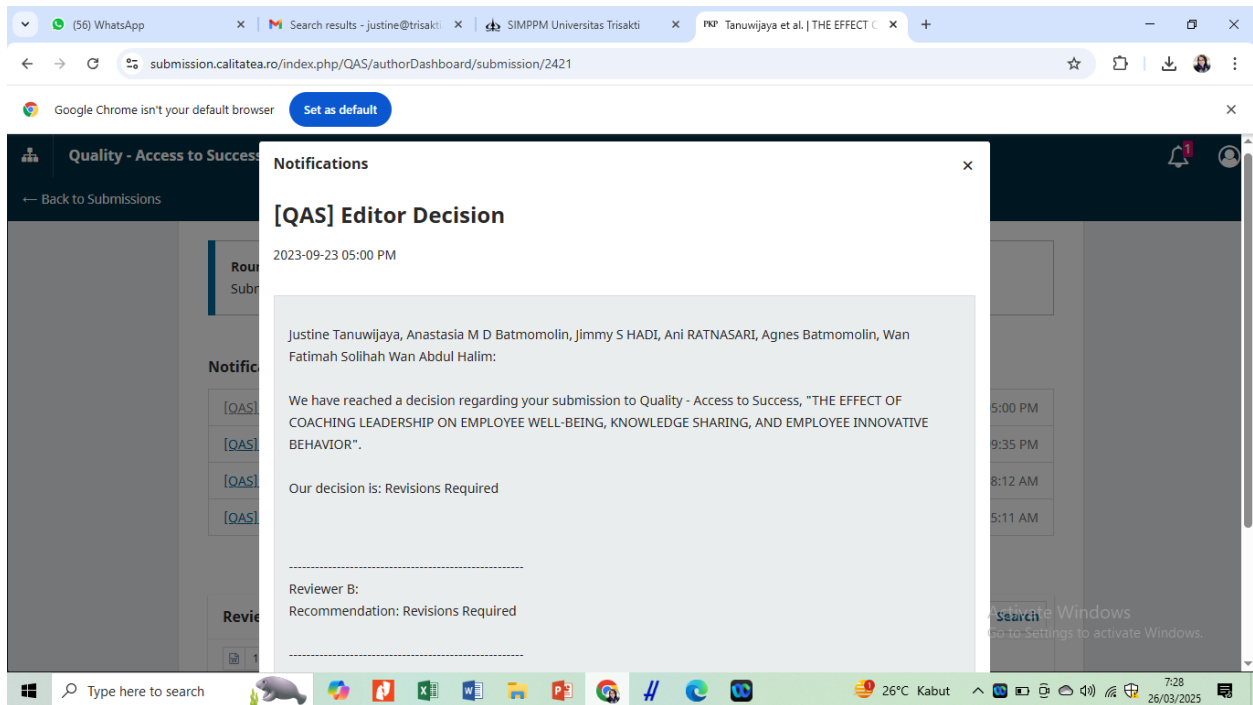 (56) WhatsApp
Search results - justine@trisakti
SIMPPM Universitas Trisakti
PKP Tanuwijaya et al. | THE EFFECT C
submission.calitatea.ro/index.php/QAS/authorDashboard/submission/2421
Google Chrome isn't your default browser
Set as default
Quality - Access to Success
1
← Back to Submissions
Notifications
[QAS] Editor Decision
2023-09-23 05:00 PM
Justine Tanuwijaya, Anastasia M D Batmomolin, Jimmy S HADI, Ani RATNASARI, Agnes Batmomolin, Wan
Fatimah Solihah Wan Abdul Halim:
We have reached a decision regarding your submission to Quality - Access to Success, "THE EFFECT OF
COACHING LEADERSHIP ON EMPLOYEE WELL-BEING, KNOWLEDGE SHARING, AND EMPLOYEE INNOVATIVE
BEHAVIOR".
Our decision is: Revisions Required
------------------------------------------------------
Reviewer B:
Recommendation: Revisions Required
------------------------------------------------------
Rour
Subr
Notific
[QAS]
5:00 PM
[QAS]
9:35 PM
[QAS]
8:12 AM
[QAS]
5:11 AM
Revie
Search
1
Activate Windows
Go to Settings to activate Windows.
Type here to search
26°C Kabut
7:28
26/03/2025